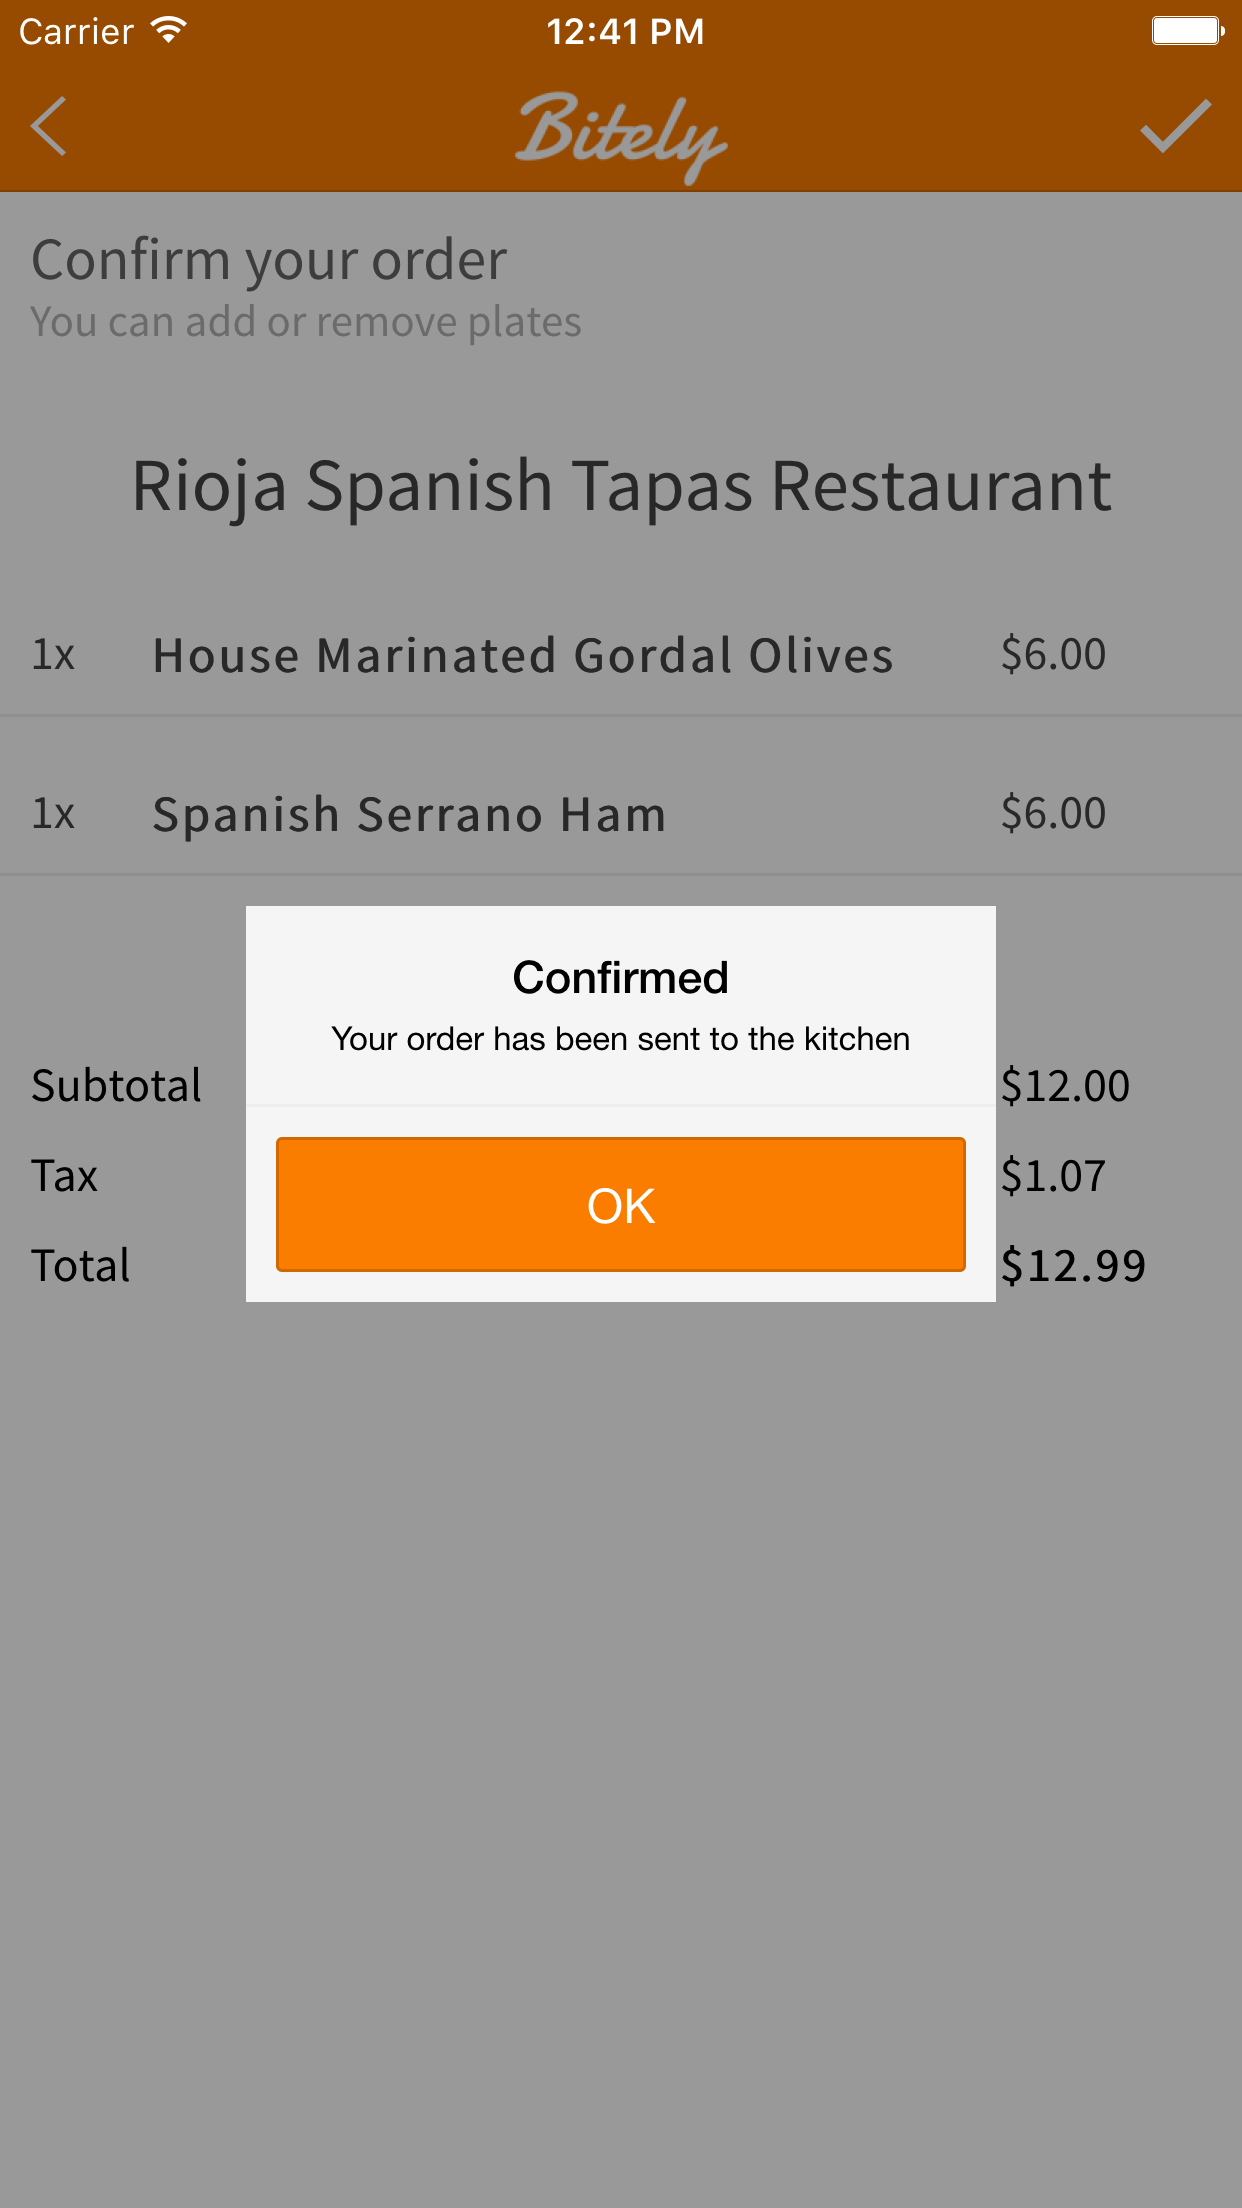 Carrier 12:41 PM
Bitely
Confirm your order
You can add or remove plates
Rioja Spanish Tapas Restaurant
1x House Marinated Gordal Olives $6.00
1x Spanish Serrano Ham $6.00
Confirmed
Your order has been sent to the kitchen
Subtotal $12.00
Tax $1.07
OK
Total $12.99